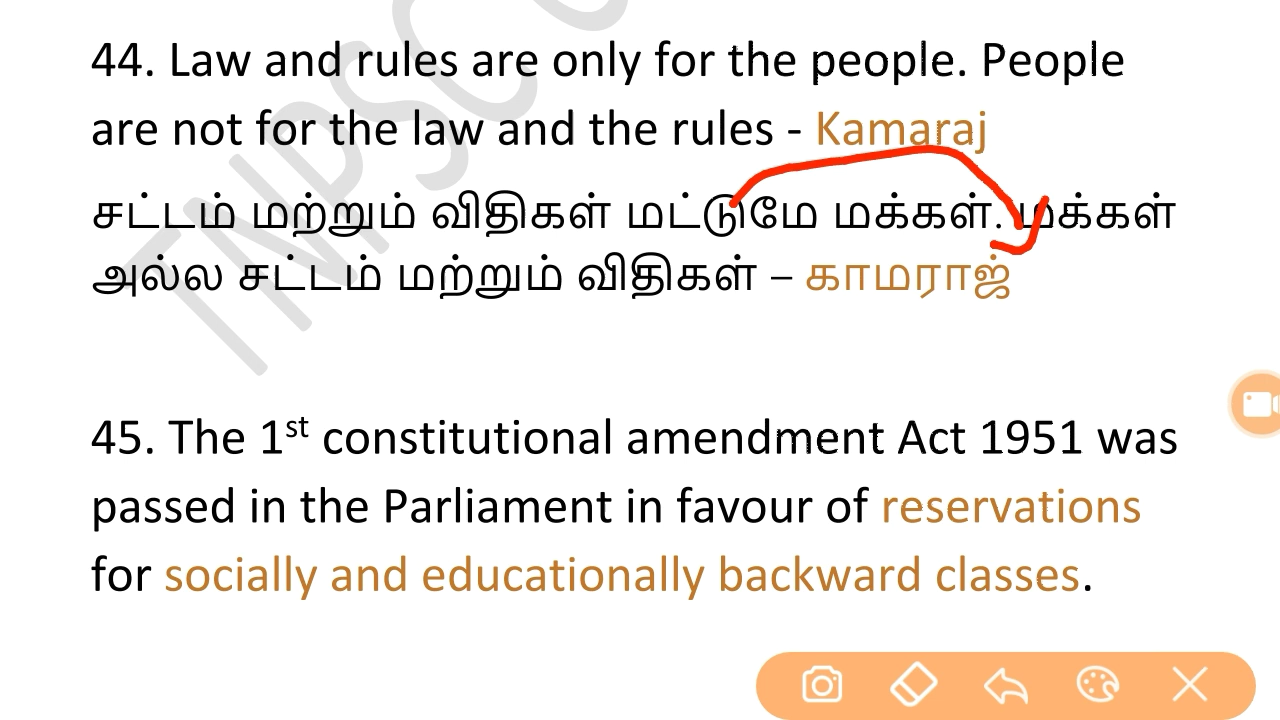 44. Law and rules are only for the people. People
are not for the law and the rules - Kamaraj
சட்டம் மற்றும் விதிகள் மட்டுமே மக்கள். மக்கள்
அல்ல சட்டம் மற்றும் விதிகள் – காமராஜ்
45. The 1st constitutional amendment Act 1951 was
passed in the Parliament in favour of reservations
for socially and educationally backward classes.
TNPSC